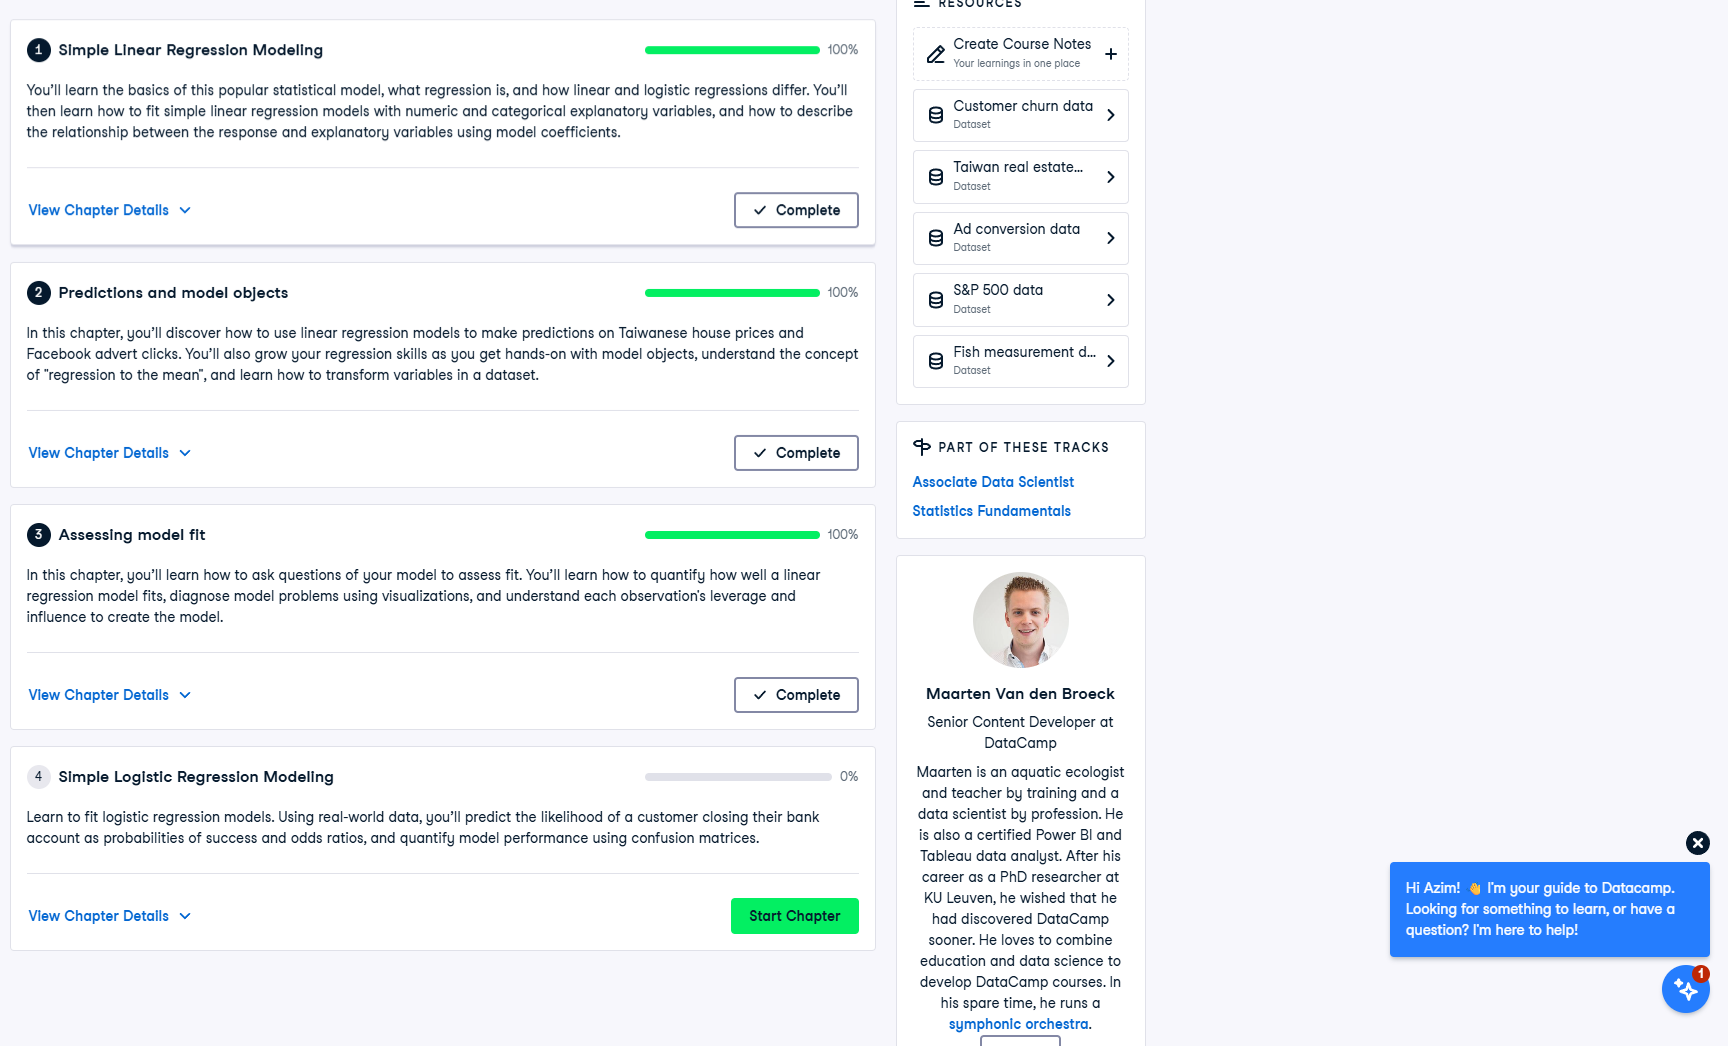 1 Simple Linear Regression Modeling 100%
You’ll learn the basics of this popular statistical model, what regression is, and how linear and logistic regressions differ. You’ll
then learn how to fit simple linear regression models with numeric and categorical explanatory variables, and how to describe
the relationship between the response and explanatory variables using model coefficients.
View Chapter Details
Complete
2 Predictions and model objects 100%
In this chapter, you’ll discover how to use linear regression models to make predictions on Taiwanese house prices and
Facebook advert clicks. You’ll also grow your regression skills as you get hands-on with model objects, understand the concept
of "regression to the mean", and learn how to transform variables in a dataset.
View Chapter Details
Complete
3 Assessing model fit 100%
In this chapter, you’ll learn how to ask questions of your model to assess fit. You’ll learn how to quantify how well a linear
regression model fits, diagnose model problems using visualizations, and understand each observation's leverage and
influence to create the model.
View Chapter Details
Complete
4 Simple Logistic Regression Modeling 0%
Learn to fit logistic regression models. Using real-world data, you’ll predict the likelihood of a customer closing their bank
account as probabilities of success and odds ratios, and quantify model performance using confusion matrices.
View Chapter Details
Start Chapter
RESOURCES
Create Course Notes
Your learnings in one place
Customer churn data
Dataset
Taiwan real estate...
Dataset
Ad conversion data
Dataset
S&P 500 data
Dataset
Fish measurement d...
Dataset
PART OF THESE TRACKS
Associate Data Scientist
Statistics Fundamentals
Maarten Van den Broeck
Senior Content Developer at
DataCamp
Maarten is an aquatic ecologist
and teacher by training and a
data scientist by profession. He
is also a certified Power BI and
Tableau data analyst. After his
career as a PhD researcher at
KU Leuven, he wished that he
had discovered DataCamp
sooner. He loves to combine
education and data science to
develop DataCamp courses. In
his spare time, he runs a
symphonic orchestra.
Hi Azim! 👋 I'm your guide to Datacamp.
Looking for something to learn, or have a
question? I'm here to help!
1